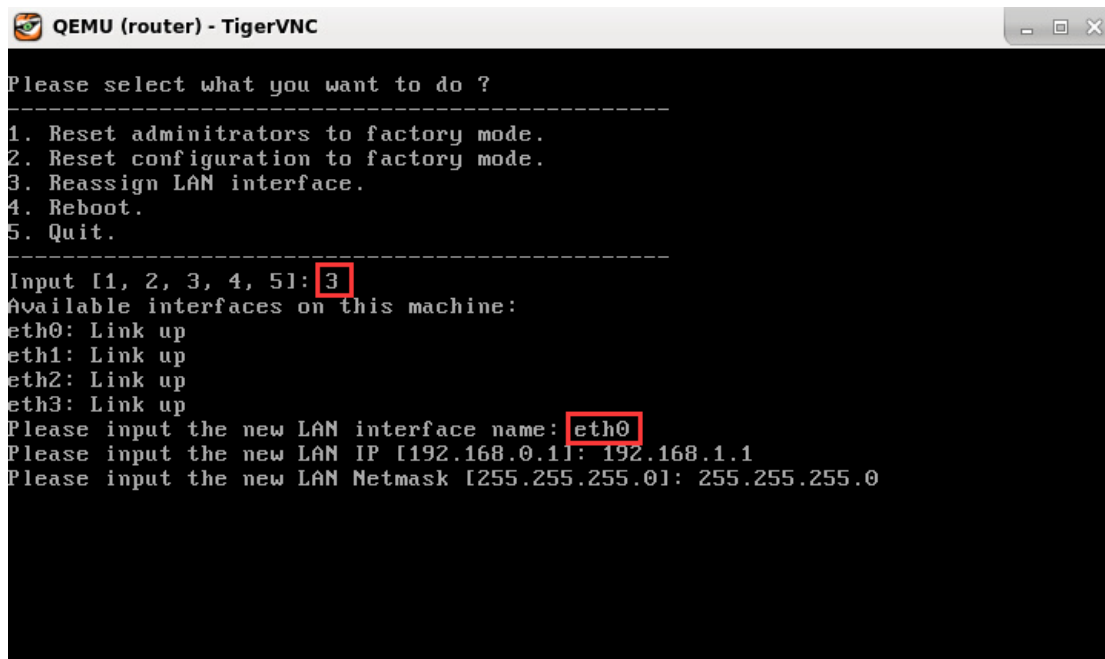 QEMU (router) - TigerVNC
Please select what you want to do ?
------------------------------------------------
1. Reset adminitrators to factory mode.
2. Reset configuration to factory mode.
3. Reassign LAN interface.
4. Reboot.
5. Quit.
------------------------------------------------
Input [1, 2, 3, 4, 5]: 3
Available interfaces on this machine:
eth0: Link up
eth1: Link up
eth2: Link up
eth3: Link up
Please input the new LAN interface name: eth0
Please input the new LAN IP [192.168.0.1]: 192.168.1.1
Please input the new LAN Netmask [255.255.255.0]: 255.255.255.0